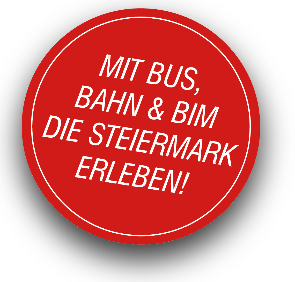 MIT BUS,
BAHN & BIM
DIE STEIERMARK
ERLEBEN!